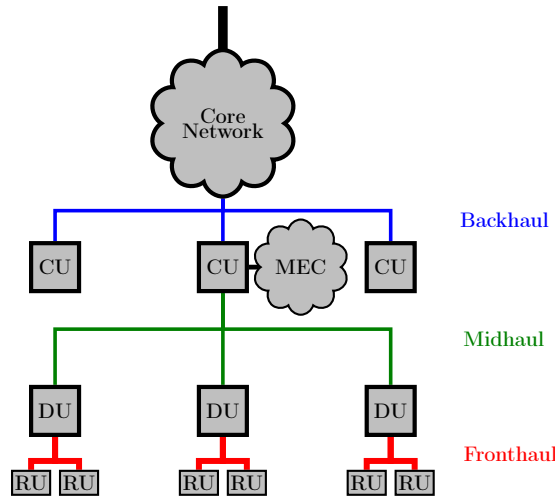 Core
Network
Backhaul
CU
CU
MEC
CU
Midhaul
DU
DU
DU
Fronthaul
RU
RU
RU
RU
RU
RU